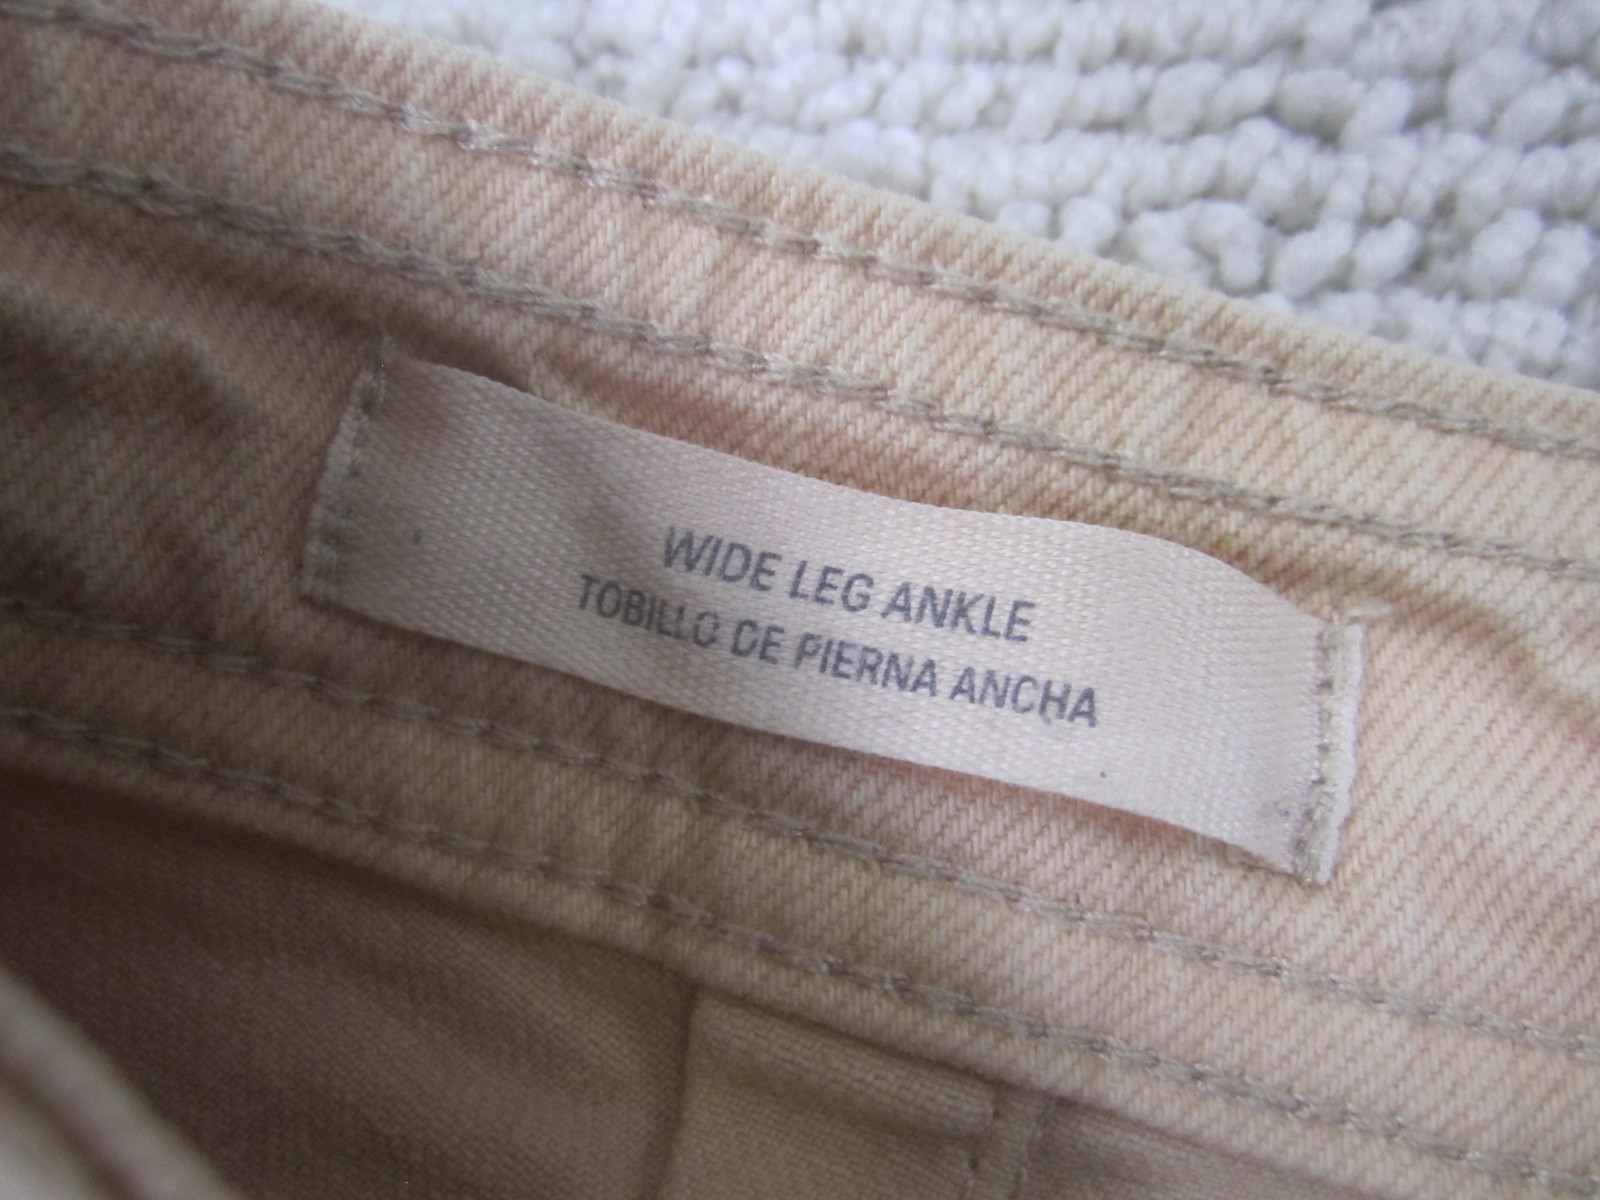 WIDE LEG ANKLE
TOBILLO DE PIERNA ANCHA